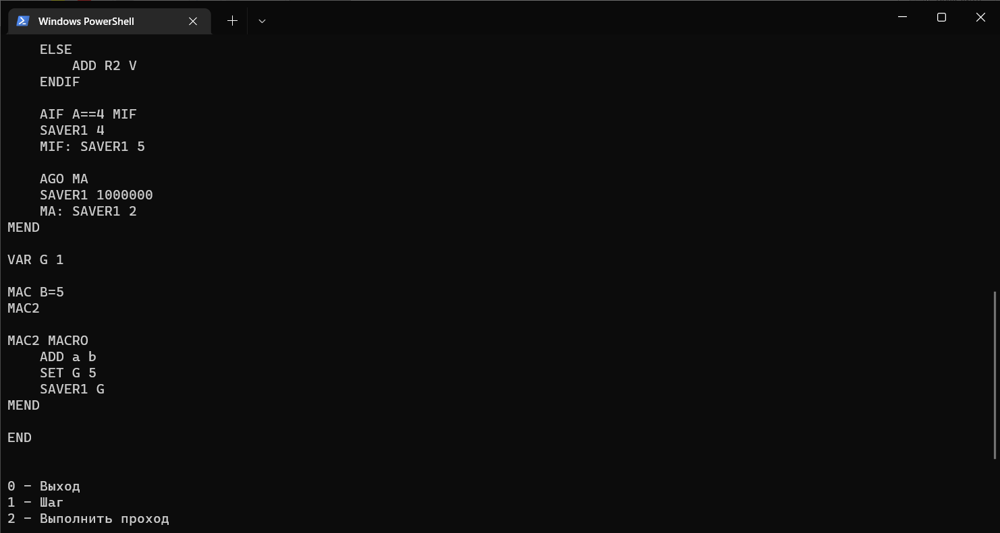 Windows PowerShell
    ELSE
        ADD R2 V
    ENDIF

    AIF A==4 MIF
    SAVER1 4
    MIF: SAVER1 5

    AGO MA
    SAVER1 1000000
    MA: SAVER1 2
MEND

VAR G 1

MAC B=5
MAC2

MAC2 MACRO
    ADD a b
    SET G 5
    SAVER1 G
MEND

END

0 - Выход
1 - Шаг
2 - Выполнить проход